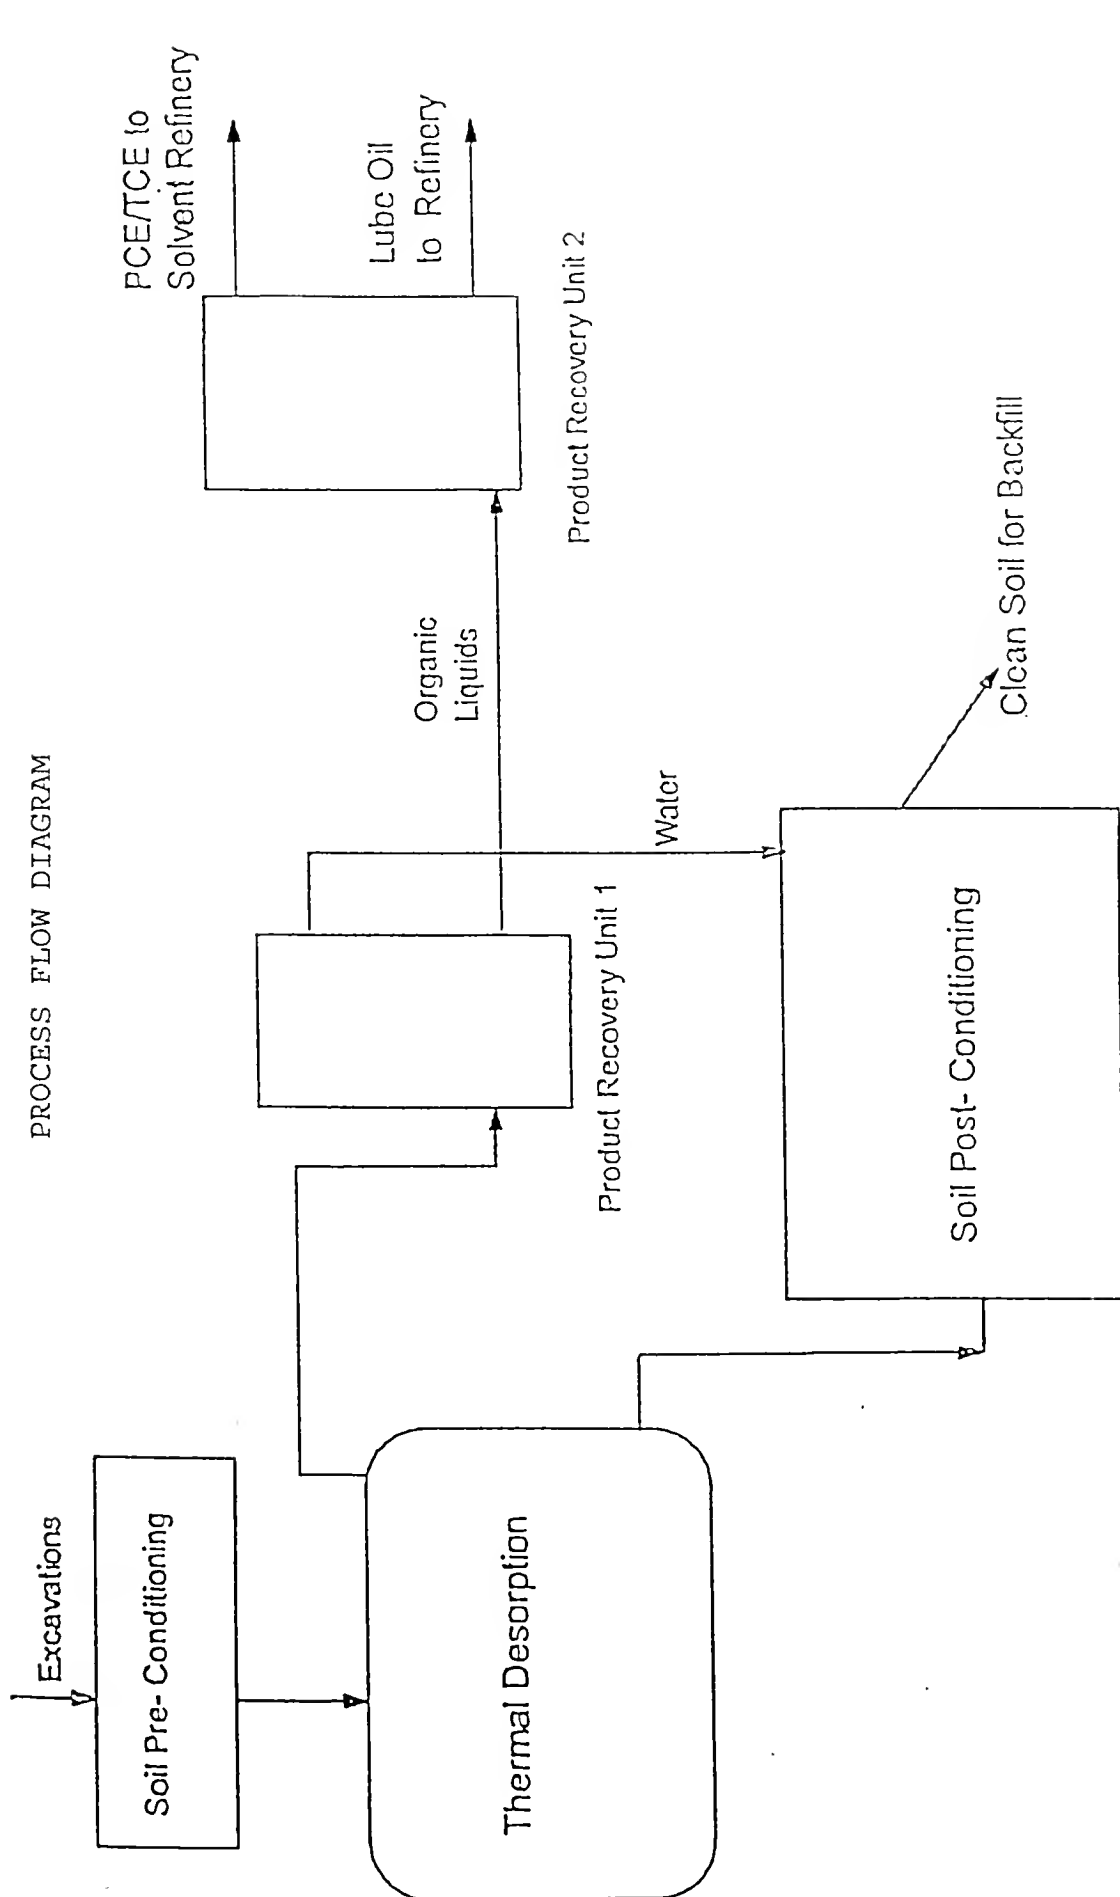 PROCESS FLOW DIAGRAM
Excavations
Soil Pre- Conditioning
Thermal Desorption
Product Recovery Unit 1
Water
Organic
Liquids
Product Recovery Unit 2
PCE/TCE to
Solvent Refinery
Lube Oil
to Refinery
Soil Post- Conditioning
Clean Soil for Backfill